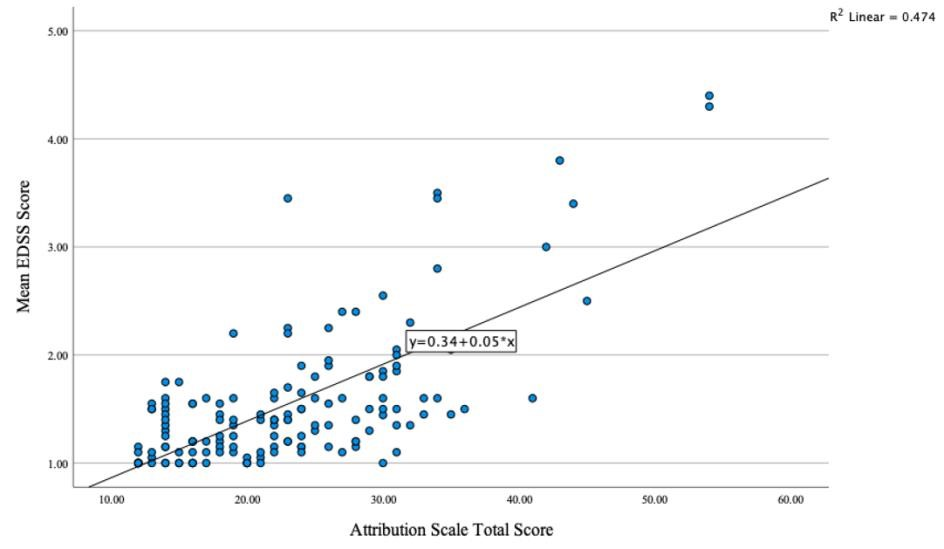 R² Linear = 0.474
5.00
4.00
3.00
2.00
1.00
Mean EDSS Score
y=0.34+0.05*x
10.00 20.00 30.00 40.00 50.00 60.00
Attribution Scale Total Score